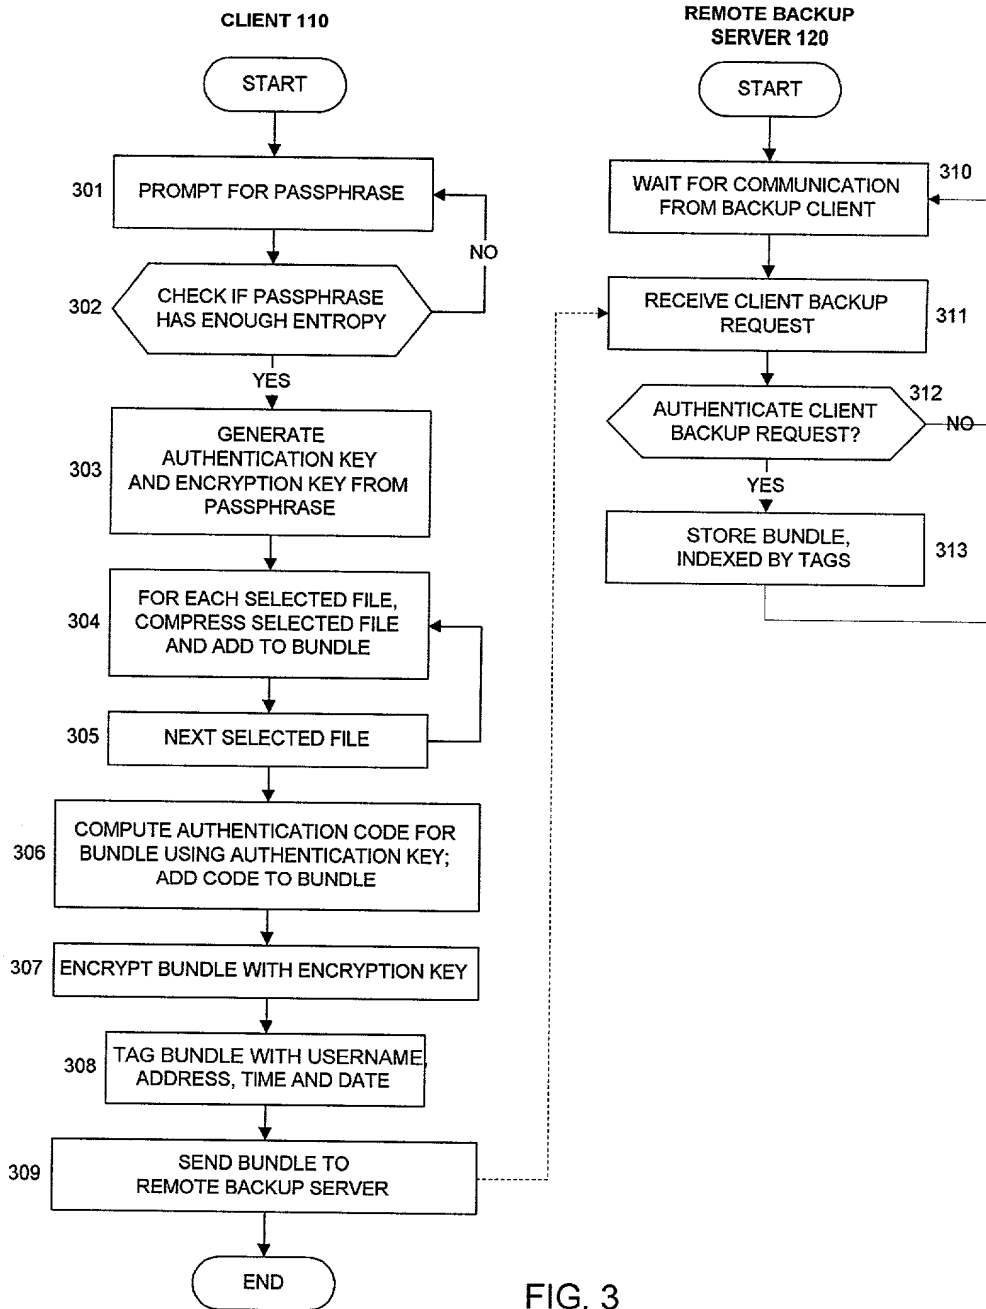 CLIENT 110
START
301
PROMPT FOR PASSPHRASE
NO
302
CHECK IF PASSPHRASE
HAS ENOUGH ENTROPY
YES
303
GENERATE
AUTHENTICATION KEY
AND ENCRYPTION KEY FROM
PASSPHRASE
304
FOR EACH SELECTED FILE,
COMPRESS SELECTED FILE
AND ADD TO BUNDLE
305
NEXT SELECTED FILE
306
COMPUTE AUTHENTICATION CODE FOR
BUNDLE USING AUTHENTICATION KEY;
ADD CODE TO BUNDLE
307
ENCRYPT BUNDLE WITH ENCRYPTION KEY
308
TAG BUNDLE WITH USERNAME,
ADDRESS, TIME AND DATE
309
SEND BUNDLE TO
REMOTE BACKUP SERVER
END
REMOTE BACKUP
SERVER 120
START
310
WAIT FOR COMMUNICATION
FROM BACKUP CLIENT
RECEIVE CLIENT BACKUP
REQUEST
311
312
AUTHENTICATE CLIENT
BACKUP REQUEST?
NO
YES
STORE BUNDLE,
INDEXED BY TAGS
313
FIG. 3